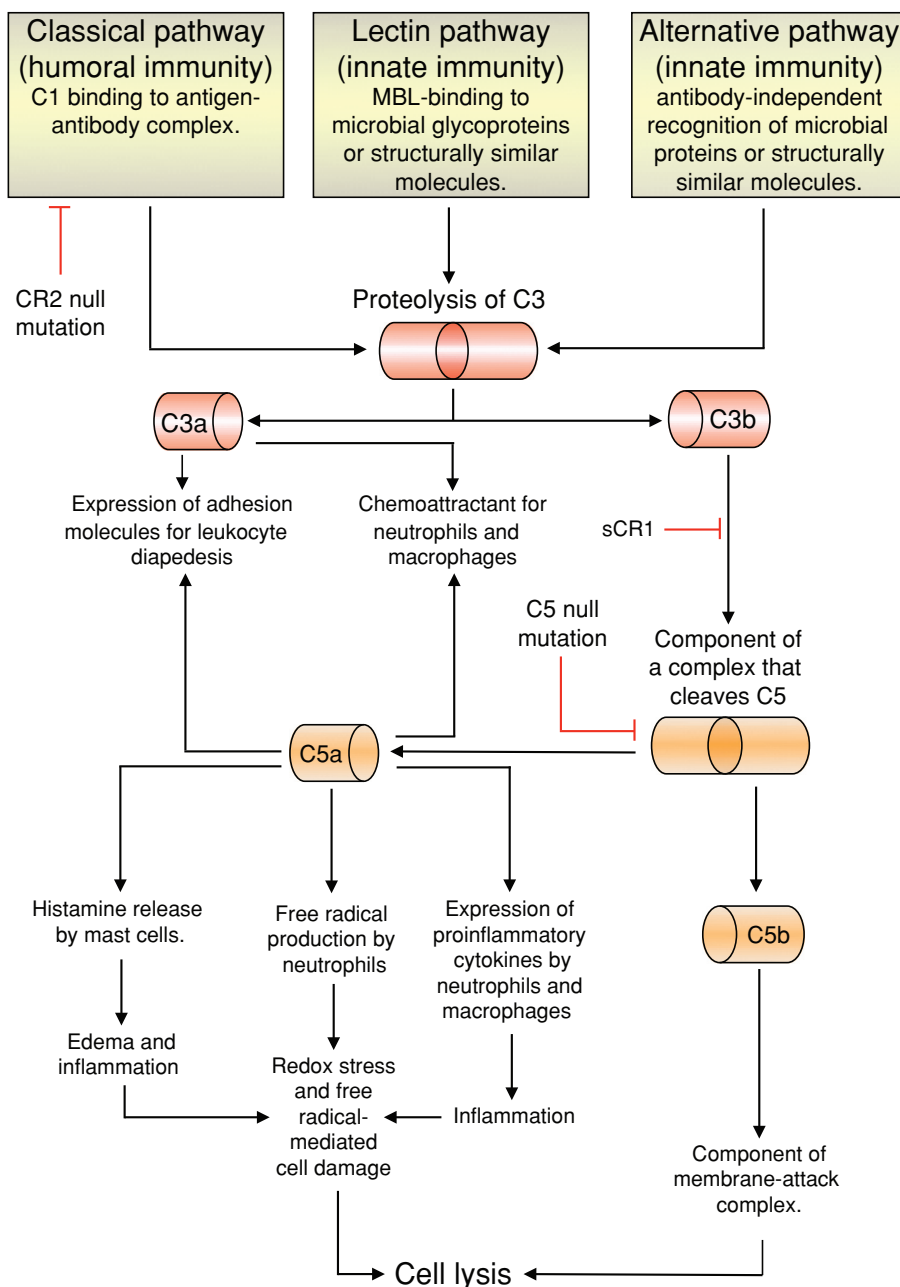 Classical pathway
(humoral immunity)
C1 binding to antigen-
antibody complex.
Lectin pathway
(innate immunity)
MBL-binding to
microbial glycoproteins
or structurally similar
molecules.
Alternative pathway
(innate immunity)
antibody-independent
recognition of microbial
proteins or structurally
similar molecules.
CR2 null
mutation
Proteolysis of C3
C3a
C3b
Expression of adhesion
molecules for leukocyte
diapedesis
Chemoattractant for
neutrophils and
macrophages
sCR1
C5 null
mutation
Component of
a complex that
cleaves C5
C5a
Histamine release
by mast cells.
Free radical
production by
neutrophils
Expression of
proinflammatory
cytokines by
neutrophils and
macrophages
C5b
Edema and
inflammation
Redox stress
and free
radical-
mediated
cell damage
Inflammation
Component of
membrane-attack
complex.
Cell lysis